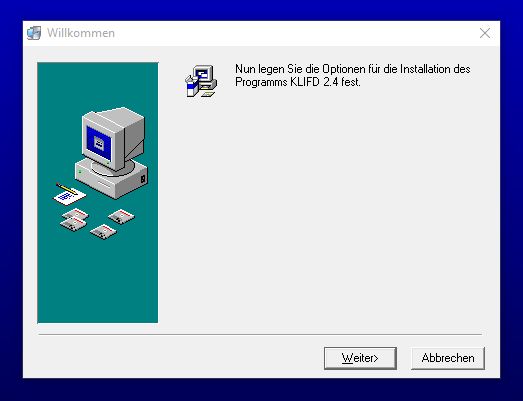 Willkommen
Nun legen Sie die Optionen für die Installation des
Programms KLIFD 2.4 fest.
Weiter>
Abbrechen